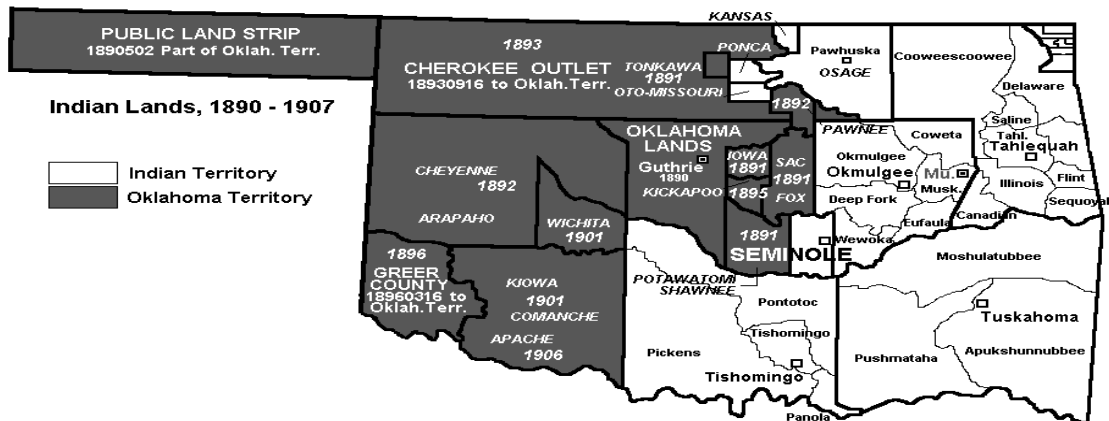 KANSAS
PUBLIC LAND STRIP
18900502 Part of Oklah. Terr.
1893
CHEROKEE OUTLET
18930916 to Oklah.Terr.
TONKAWA
1891
PONCA
OTO-MISSOURI
Pawhuska
OSAGE
Cooweescoowee
Delaware
Indian Lands, 1890 - 1907
Indian Territory
Oklahoma Territory
1892
PAWNEE
OKLAHOMA
LANDS
Guthrie
1890
KICKAPOO
IOWA
1891
1895
SAC
1891
FOX
Coweta
Okmulgee
Okmulgee
Deep Fork
Mu.
Musk.
Eufaula
Canadian
Saline
Tahl.
Tahlequah
Illinois
Flint
Sequoyal
CHEYENNE
1892
ARAPAHO
WICHITA
1901
1891
SEMINOLE
Wewoka
POTAWATOMI
SHAWNEE
Moshulatubbee
1896
GREER
COUNTY
18960316 to
Oklah.Terr.
KIOWA
1901
COMANCHE
APACHE
1906
Pontotoc
Tishomingo
Pickens
Tishomingo
Panola
Tuskahoma
Pushmataha
Apukshunnubbee